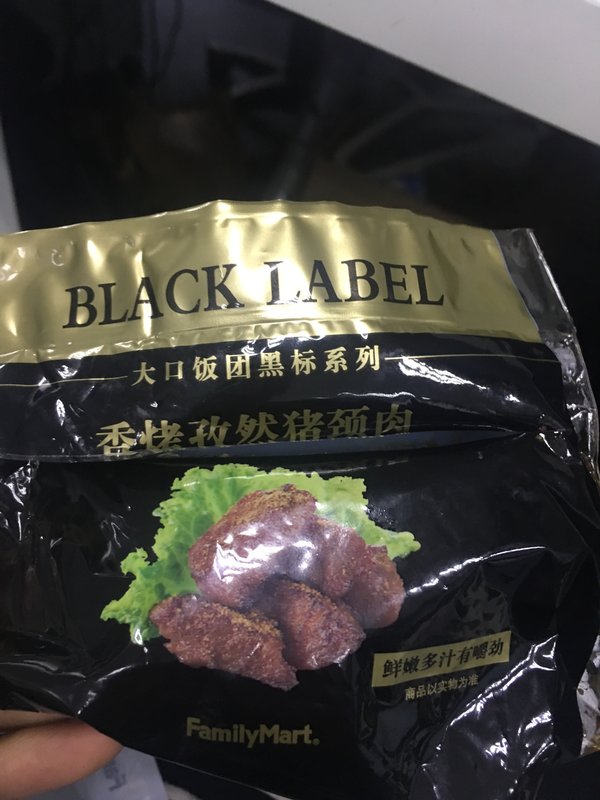 BLACK LABEL
大口饭团黑标系列
香烤孜然猪颈肉
鲜嫩多汁有嚼劲
商品以实物为准
FamilyMart®